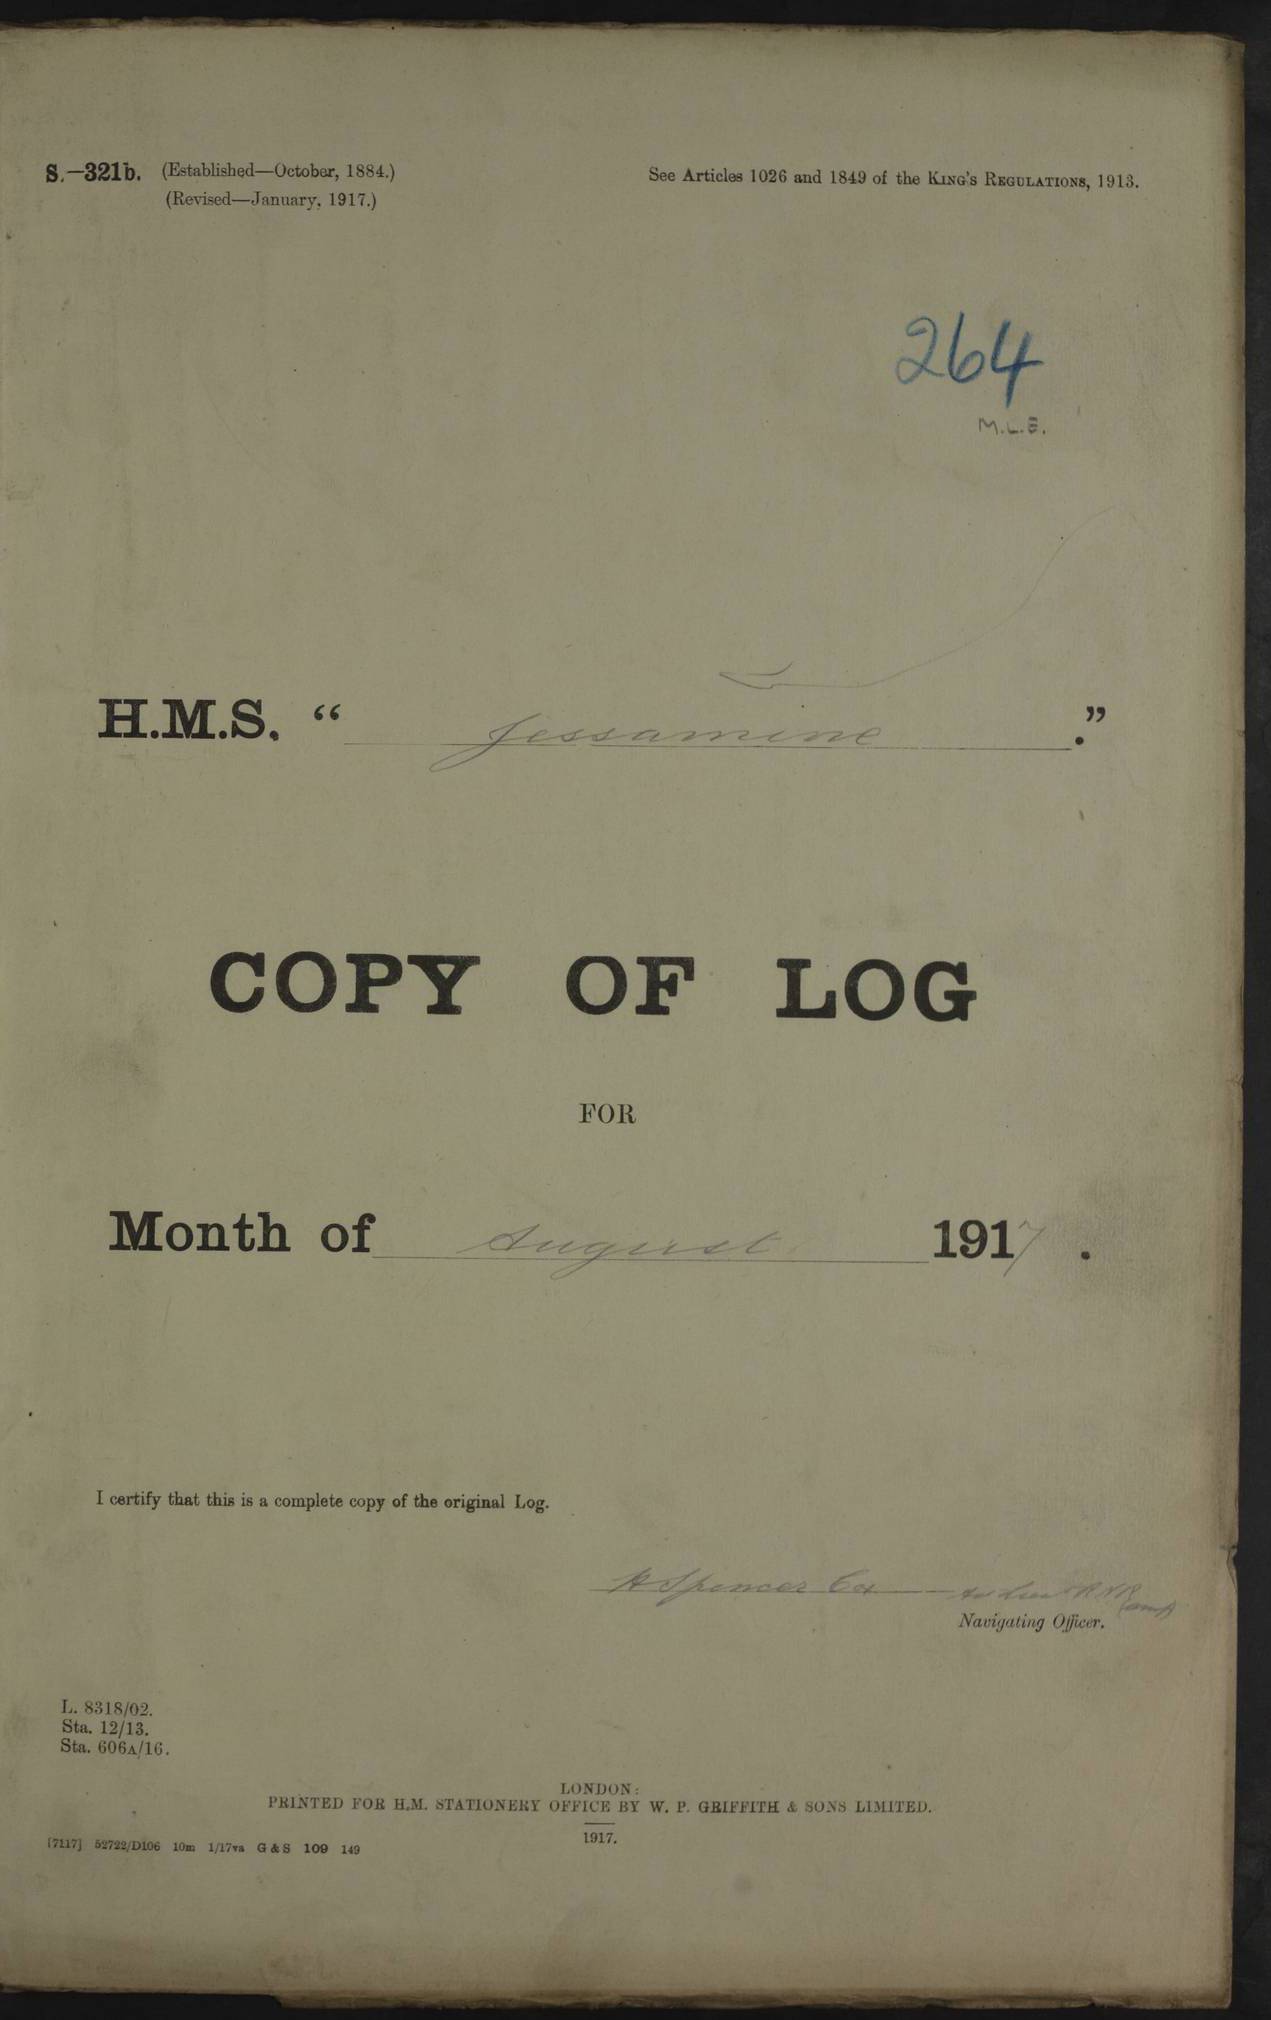 S.—321b. (Established—October, 1884.)
(Revised—January, 1917.)
See Articles 1026 and 1849 of the KING'S REGULATIONS, 1913.
264
M.L.E.
H.M.S. “ Jessamine .”
COPY OF LOG
FOR
Month of August 1917 .
I certify that this is a complete copy of the original Log.
H Spencer Cox RNR
Navigating Officer.
L. 8318/02.
Sta. 12/13.
Sta. 606A/16.
LONDON:
PRINTED FOR H.M. STATIONERY OFFICE BY W. P. GRIFFITH & SONS LIMITED.
1917.
[7117] 52722/D106 10m 1/17va G & S 109 149